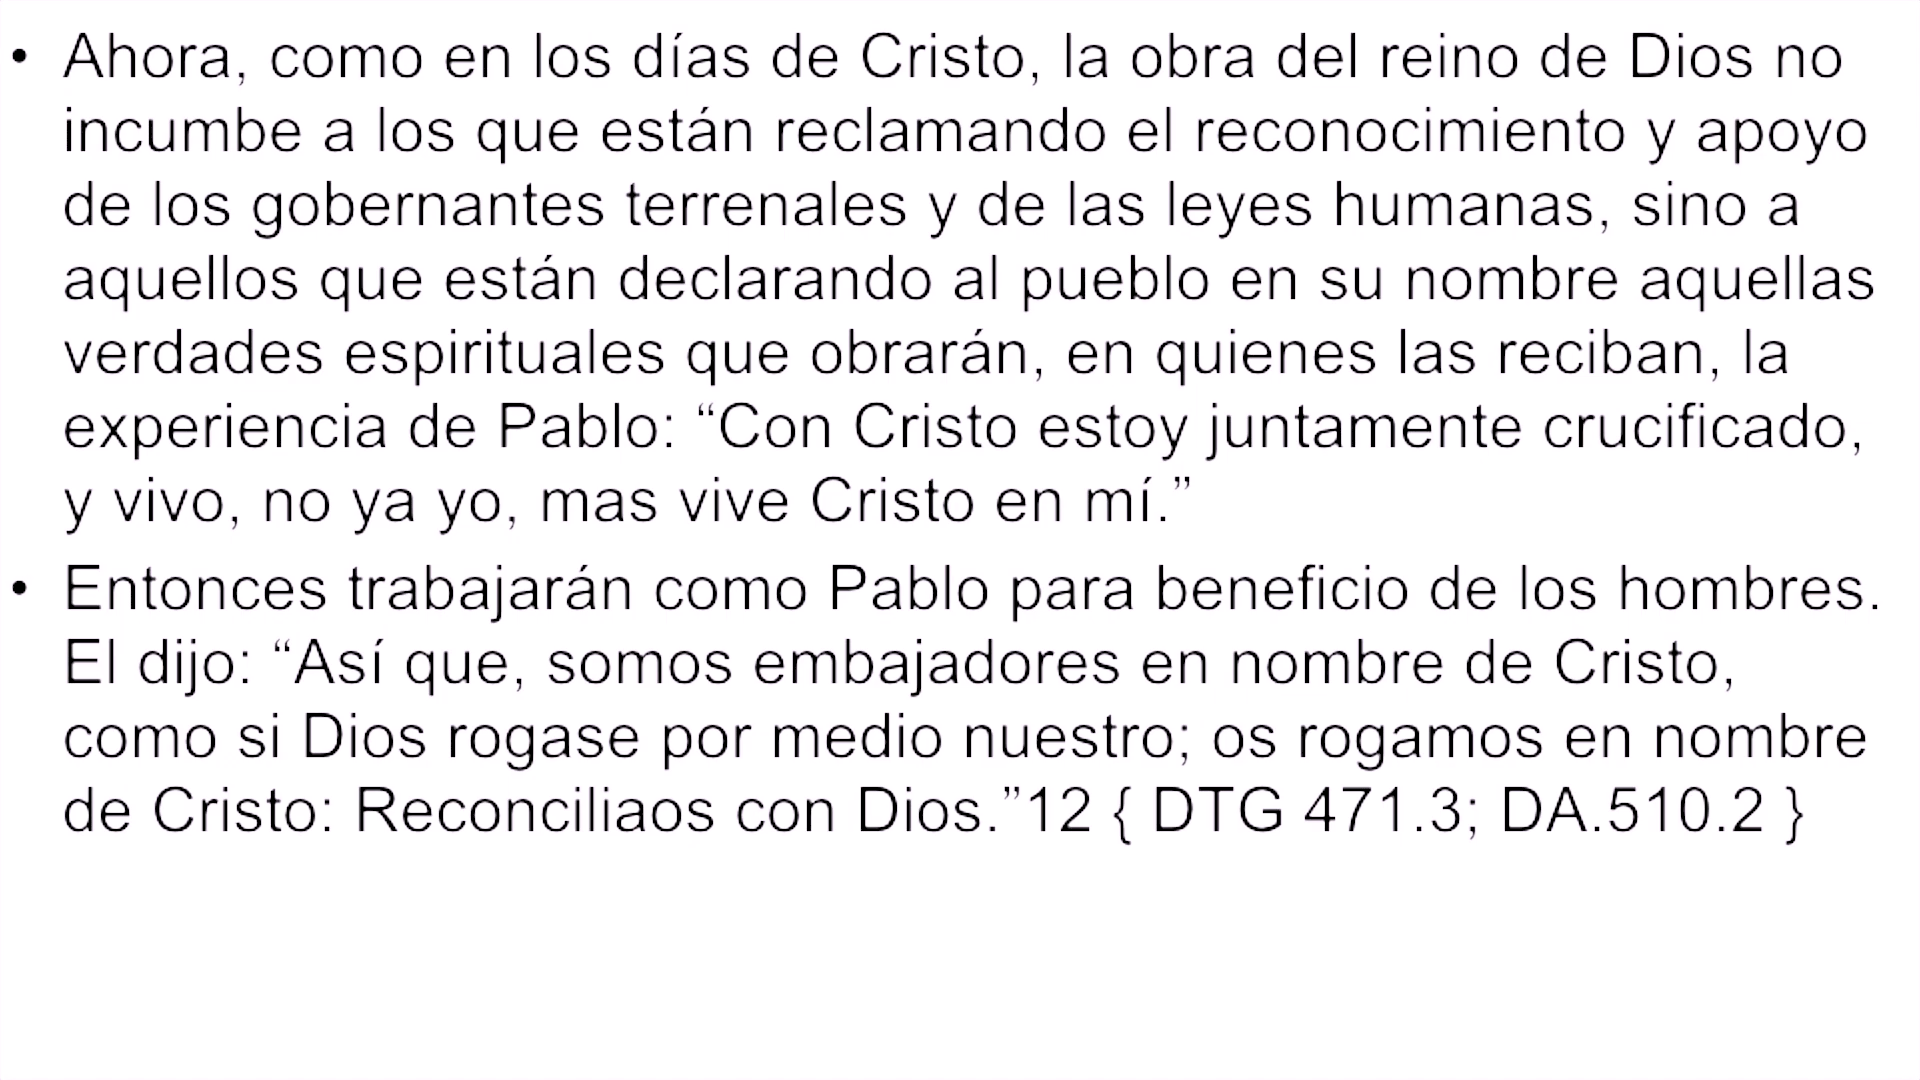 • Ahora, como en los días de Cristo, la obra del reino de Dios no
incumbe a los que están reclamando el reconocimiento y apoyo
de los gobernantes terrenales y de las leyes humanas, sino a
aquellos que están declarando al pueblo en su nombre aquellas
verdades espirituales que obrarán, en quienes las reciban, la
experiencia de Pablo: “Con Cristo estoy juntamente crucificado,
y vivo, no ya yo, mas vive Cristo en mí.”
• Entonces trabajarán como Pablo para beneficio de los hombres.
El dijo: “Así que, somos embajadores en nombre de Cristo,
como si Dios rogase por medio nuestro; os rogamos en nombre
de Cristo: Reconciliaos con Dios.”12 { DTG 471.3; DA.510.2 }